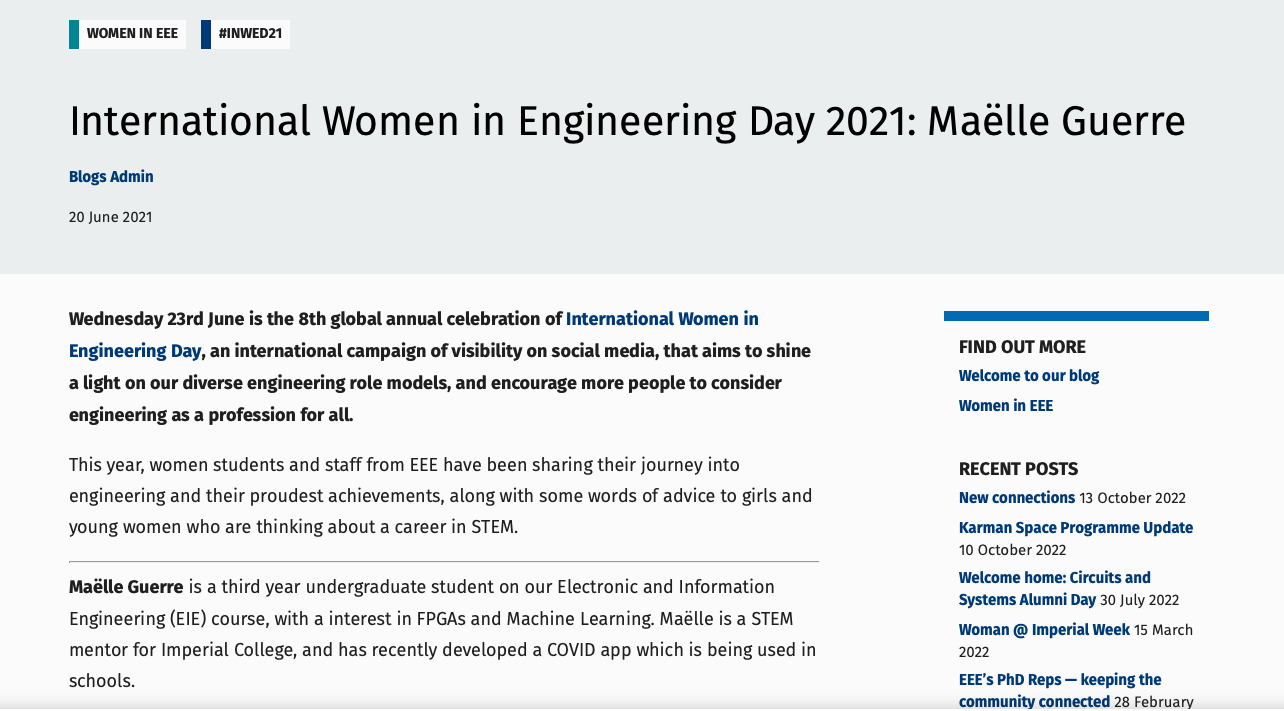 WOMEN IN EEE
#INWED21
International Women in Engineering Day 2021: Maëlle Guerre
Blogs Admin
20 June 2021
Wednesday 23rd June is the 8th global annual celebration of International Women in
Engineering Day, an international campaign of visibility on social media, that aims to shine
a light on our diverse engineering role models, and encourage more people to consider
engineering as a profession for all.
This year, women students and staff from EEE have been sharing their journey into
engineering and their proudest achievements, along with some words of advice to girls and
young women who are thinking about a career in STEM.
Maëlle Guerre is a third year undergraduate student on our Electronic and Information
Engineering (EIE) course, with a interest in FPGAs and Machine Learning. Maëlle is a STEM
mentor for Imperial College, and has recently developed a COVID app which is being used in
schools.
FIND OUT MORE
Welcome to our blog
Women in EEE
RECENT POSTS
New connections 13 October 2022
Karman Space Programme Update
10 October 2022
Welcome home: Circuits and
Systems Alumni Day 30 July 2022
Woman @ Imperial Week 15 March
2022
EEE’s PhD Reps — keeping the
community connected 28 February